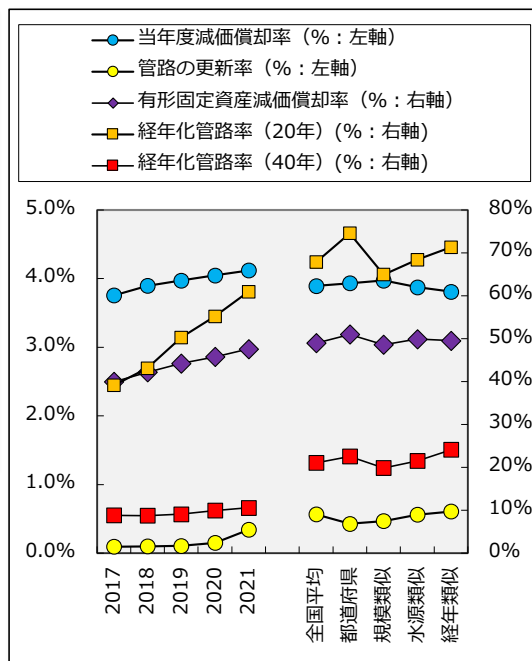 当年度減価償却率（%：左軸）
管路の更新率（%：左軸）
有形固定資産減価償却率（%：右軸）
経年化管路率（20年）(%：右軸)
経年化管路率（40年）(%：右軸)
5.0%
80%
70%
4.0%
60%
3.0%
50%
40%
2.0%
30%
20%
1.0%
10%
0.0%
0%
2017
2018
2019
2020
2021
全国平均
都道府県
規模類似
水源類似
経年類似